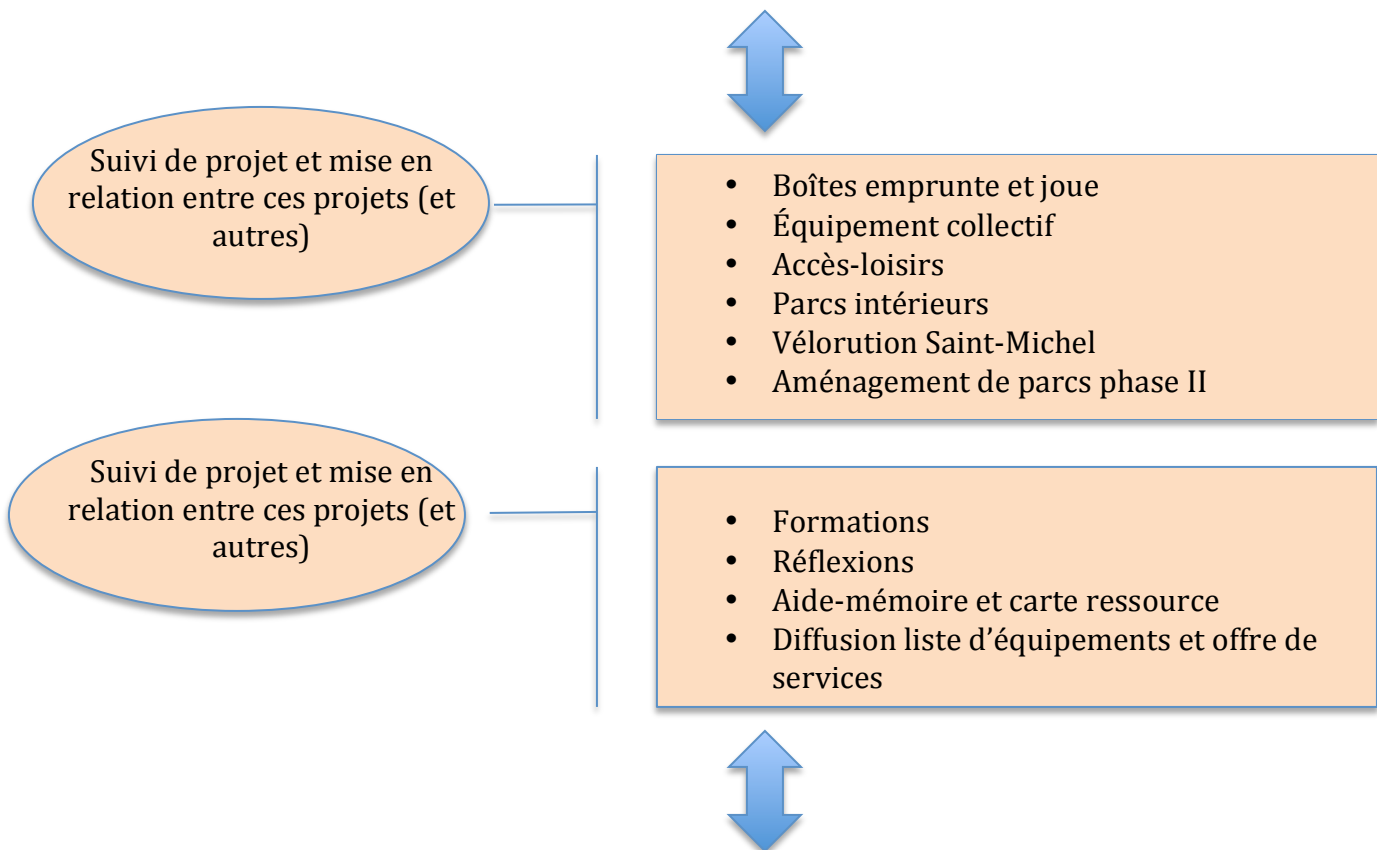 Suivi de projet et mise en
relation entre ces projets (et
autres)
• Boîtes emprunte et joue
• Équipement collectif
• Accès-loisirs
• Parcs intérieurs
• Vélorution Saint-Michel
• Aménagement de parcs phase II
Suivi de projet et mise en
relation entre ces projets (et
autres)
• Formations
• Réflexions
• Aide-mémoire et carte ressource
• Diffusion liste d’équipements et offre de
services